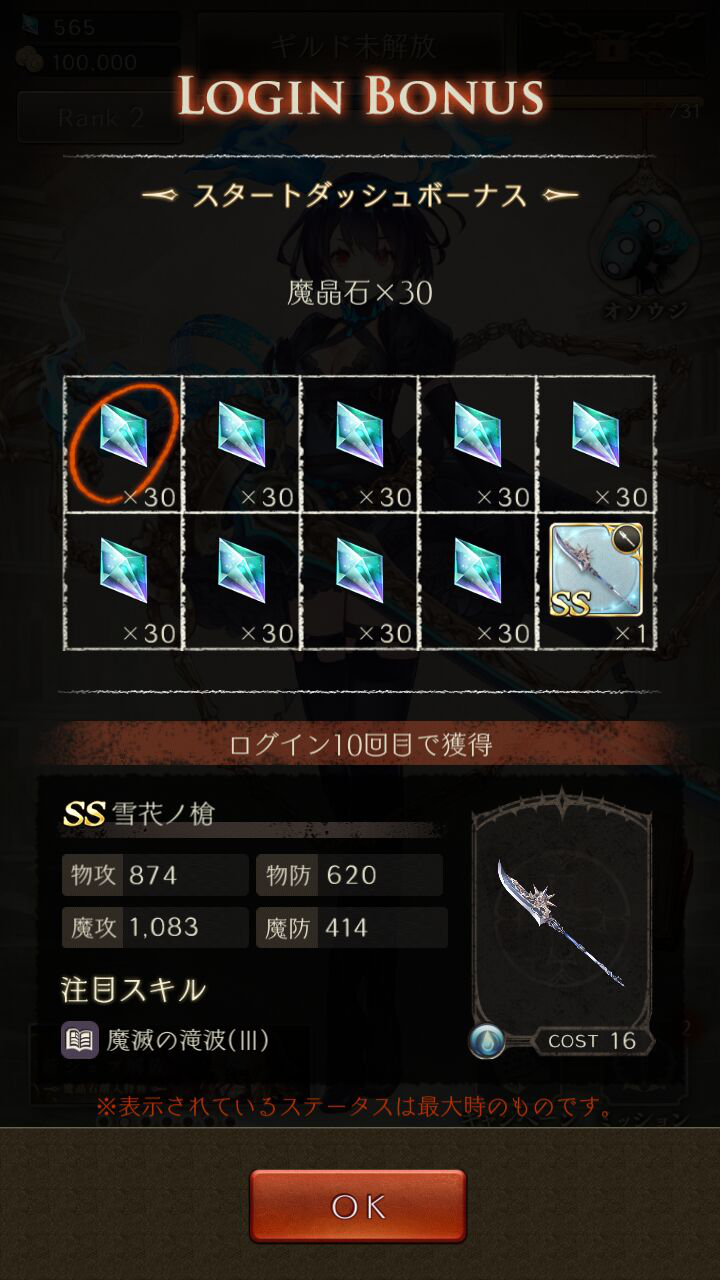 565
100,000
ギルド未解放
Rank 2
/31
LOGIN BONUS
スタートダッシュボーナス
オソウジ
魔晶石×30
×30 ×30 ×30 ×30 ×30
SS
×30 ×30 ×30 ×30 ×1
ログイン10回目で獲得
SS 雪花ノ槍
物攻 874 物防 620
魔攻 1,083 魔防 414
注目スキル
魔滅の滝波(III)
COST 16
※表示されているステータスは最大時のものです。
OK